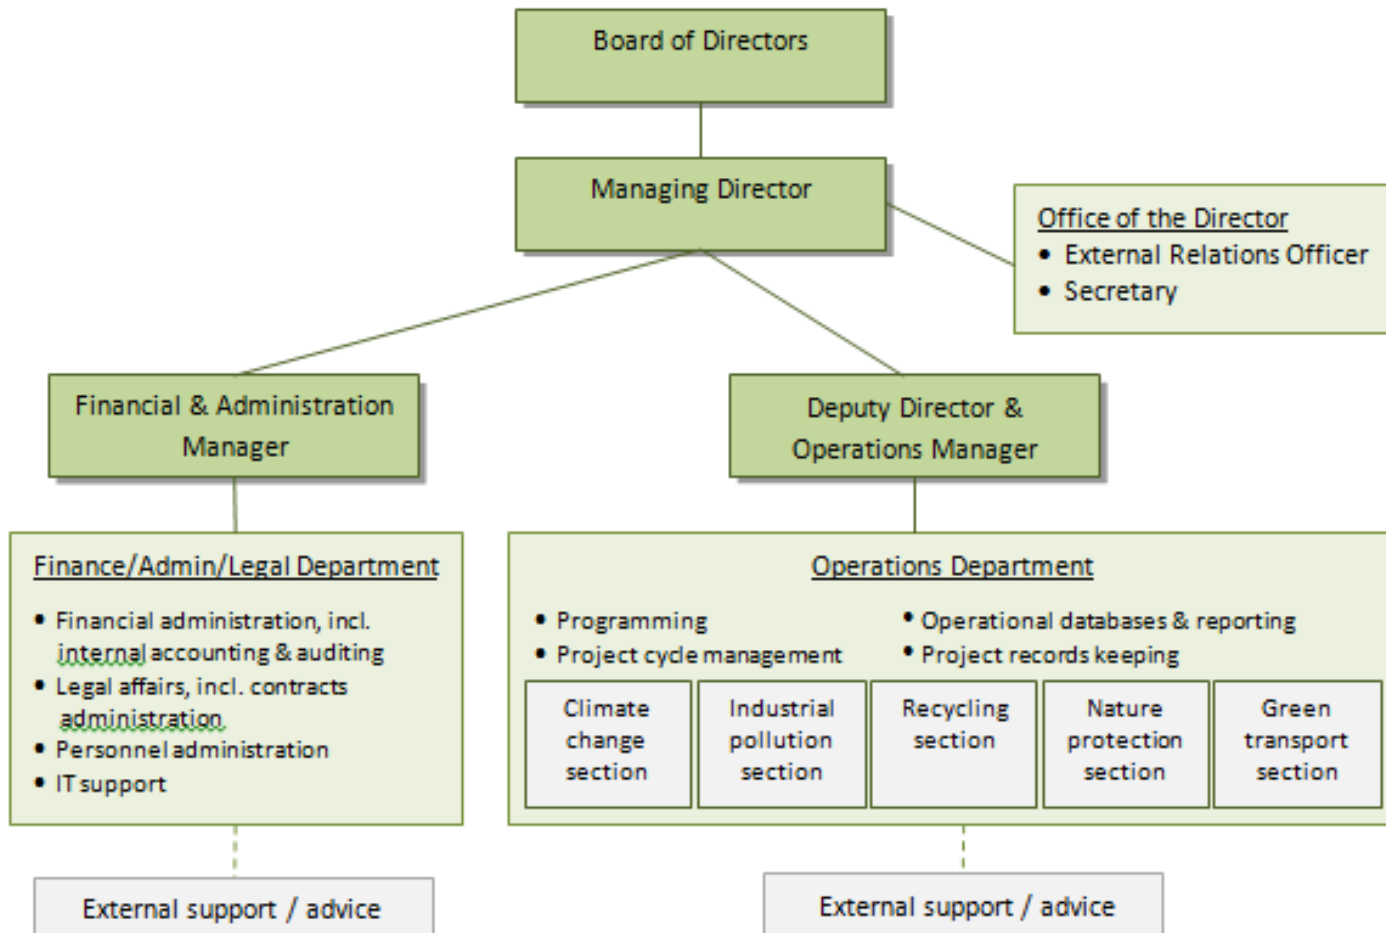 Board of Directors
Managing Director
Office of the Director
• External Relations Officer
• Secretary
Financial & Administration
Manager
Deputy Director &
Operations Manager
Finance/Admin/Legal Department
• Financial administration, incl.
internal accounting & auditing
• Legal affairs, incl. contracts
administration
• Personnel administration
• IT support
Operations Department
• Programming
• Project cycle management
• Operational databases & reporting
• Project records keeping
Climate
change
section
Industrial
pollution
section
Recycling
section
Nature
protection
section
Green
transport
section
External support / advice
External support / advice